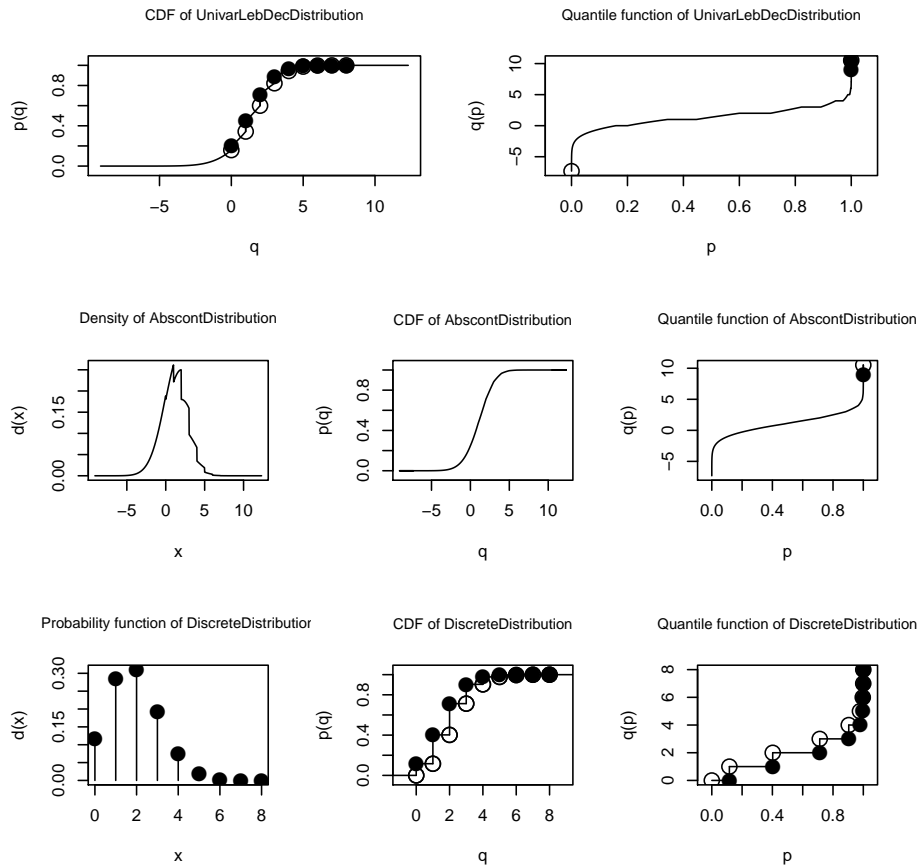 CDF of UnivarLebDecDistribution
p(q)
0.0 0.4 0.8
−5 0 5 10
q
Quantile function of UnivarLebDecDistribution
q(p)
−5 0 5 10
0.0 0.2 0.4 0.6 0.8 1.0
p
Density of AbscontDistribution
d(x)
0.00 0.15
−5 0 5 10
x
CDF of AbscontDistribution
p(q)
0.0 0.4 0.8
−5 0 5 10
q
Quantile function of AbscontDistribution
q(p)
−5 0 5 10
0.0 0.4 0.8
p
Probability function of DiscreteDistribution
d(x)
0.00 0.15 0.30
0 2 4 6 8
x
CDF of DiscreteDistribution
p(q)
0.0 0.4 0.8
0 2 4 6 8
q
Quantile function of DiscreteDistribution
q(p)
0 2 4 6 8
0.0 0.4 0.8
p